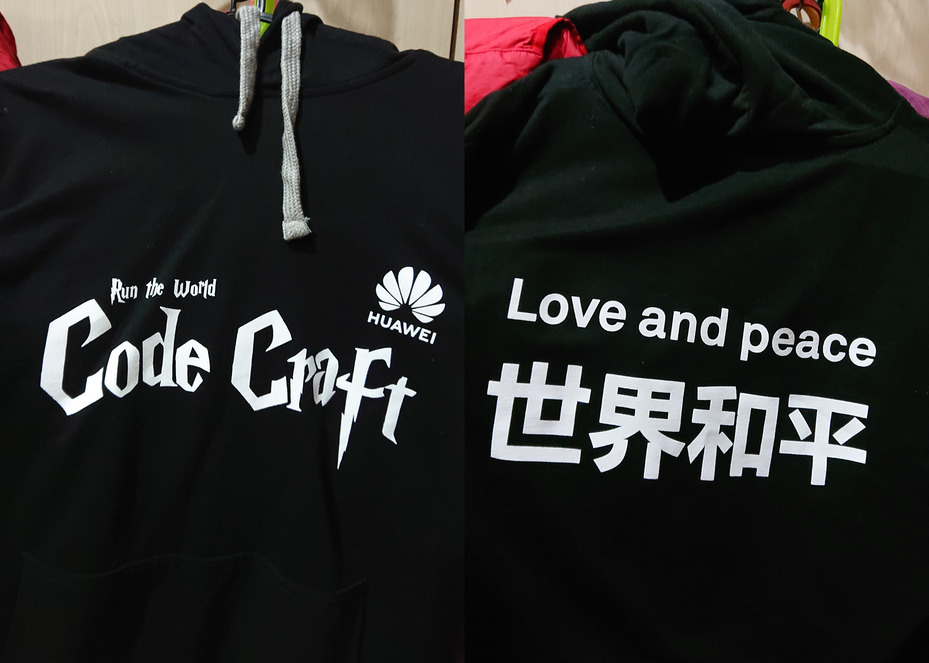 Run the World
Code Craft
HUAWEI
Love and peace
世界和平